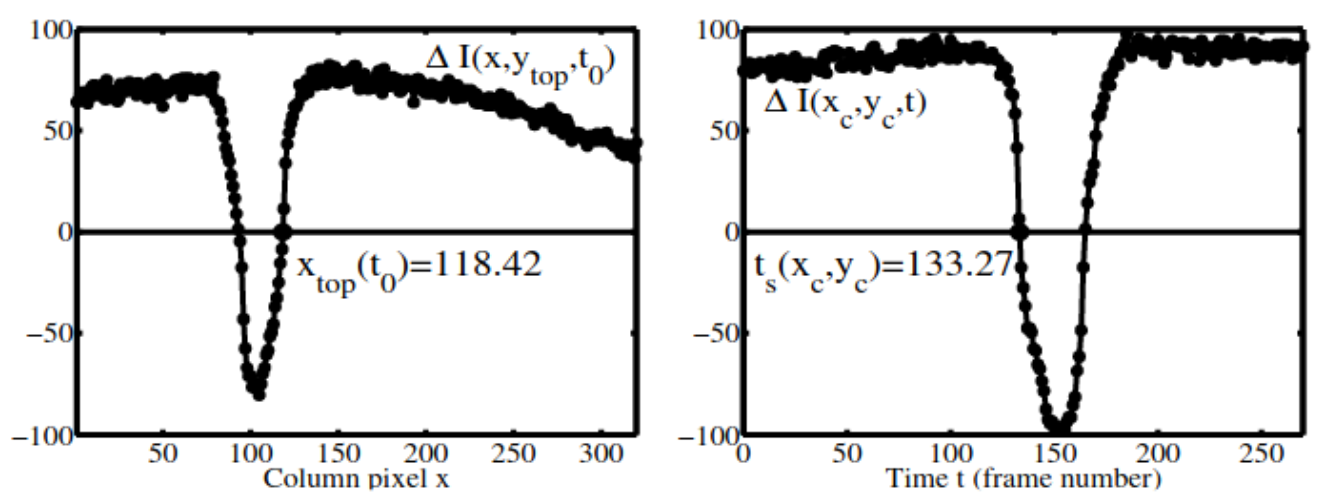 100
50
0
−50
−100
Δ I(x,y_top,t_0)
x_top(t_0)=118.42
50 100 150 200 250 300
Column pixel x
100
50
0
−50
−100
Δ I(x_c,y_c,t)
t_s(x_c,y_c)=133.27
0 50 100 150 200 250
Time t (frame number)